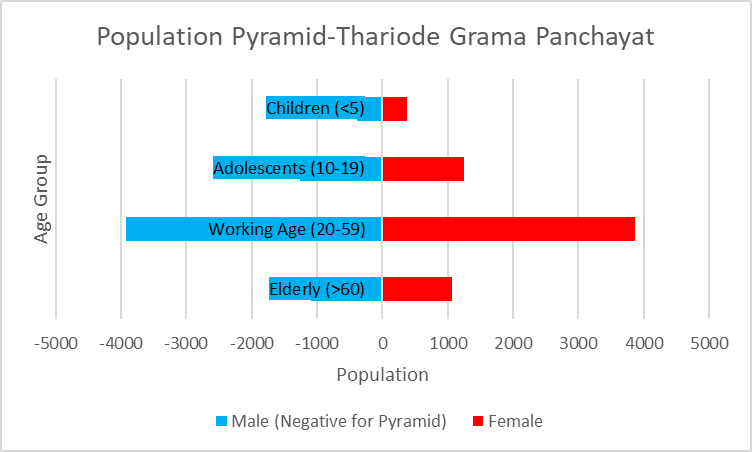 Population Pyramid-Thariode Grama Panchayat
Age Group
Children (<5)
Adolescents (10-19)
Working Age (20-59)
Elderly (>60)
-5000 -4000 -3000 -2000 -1000 0 1000 2000 3000 4000 5000
Population
Male (Negative for Pyramid) Female